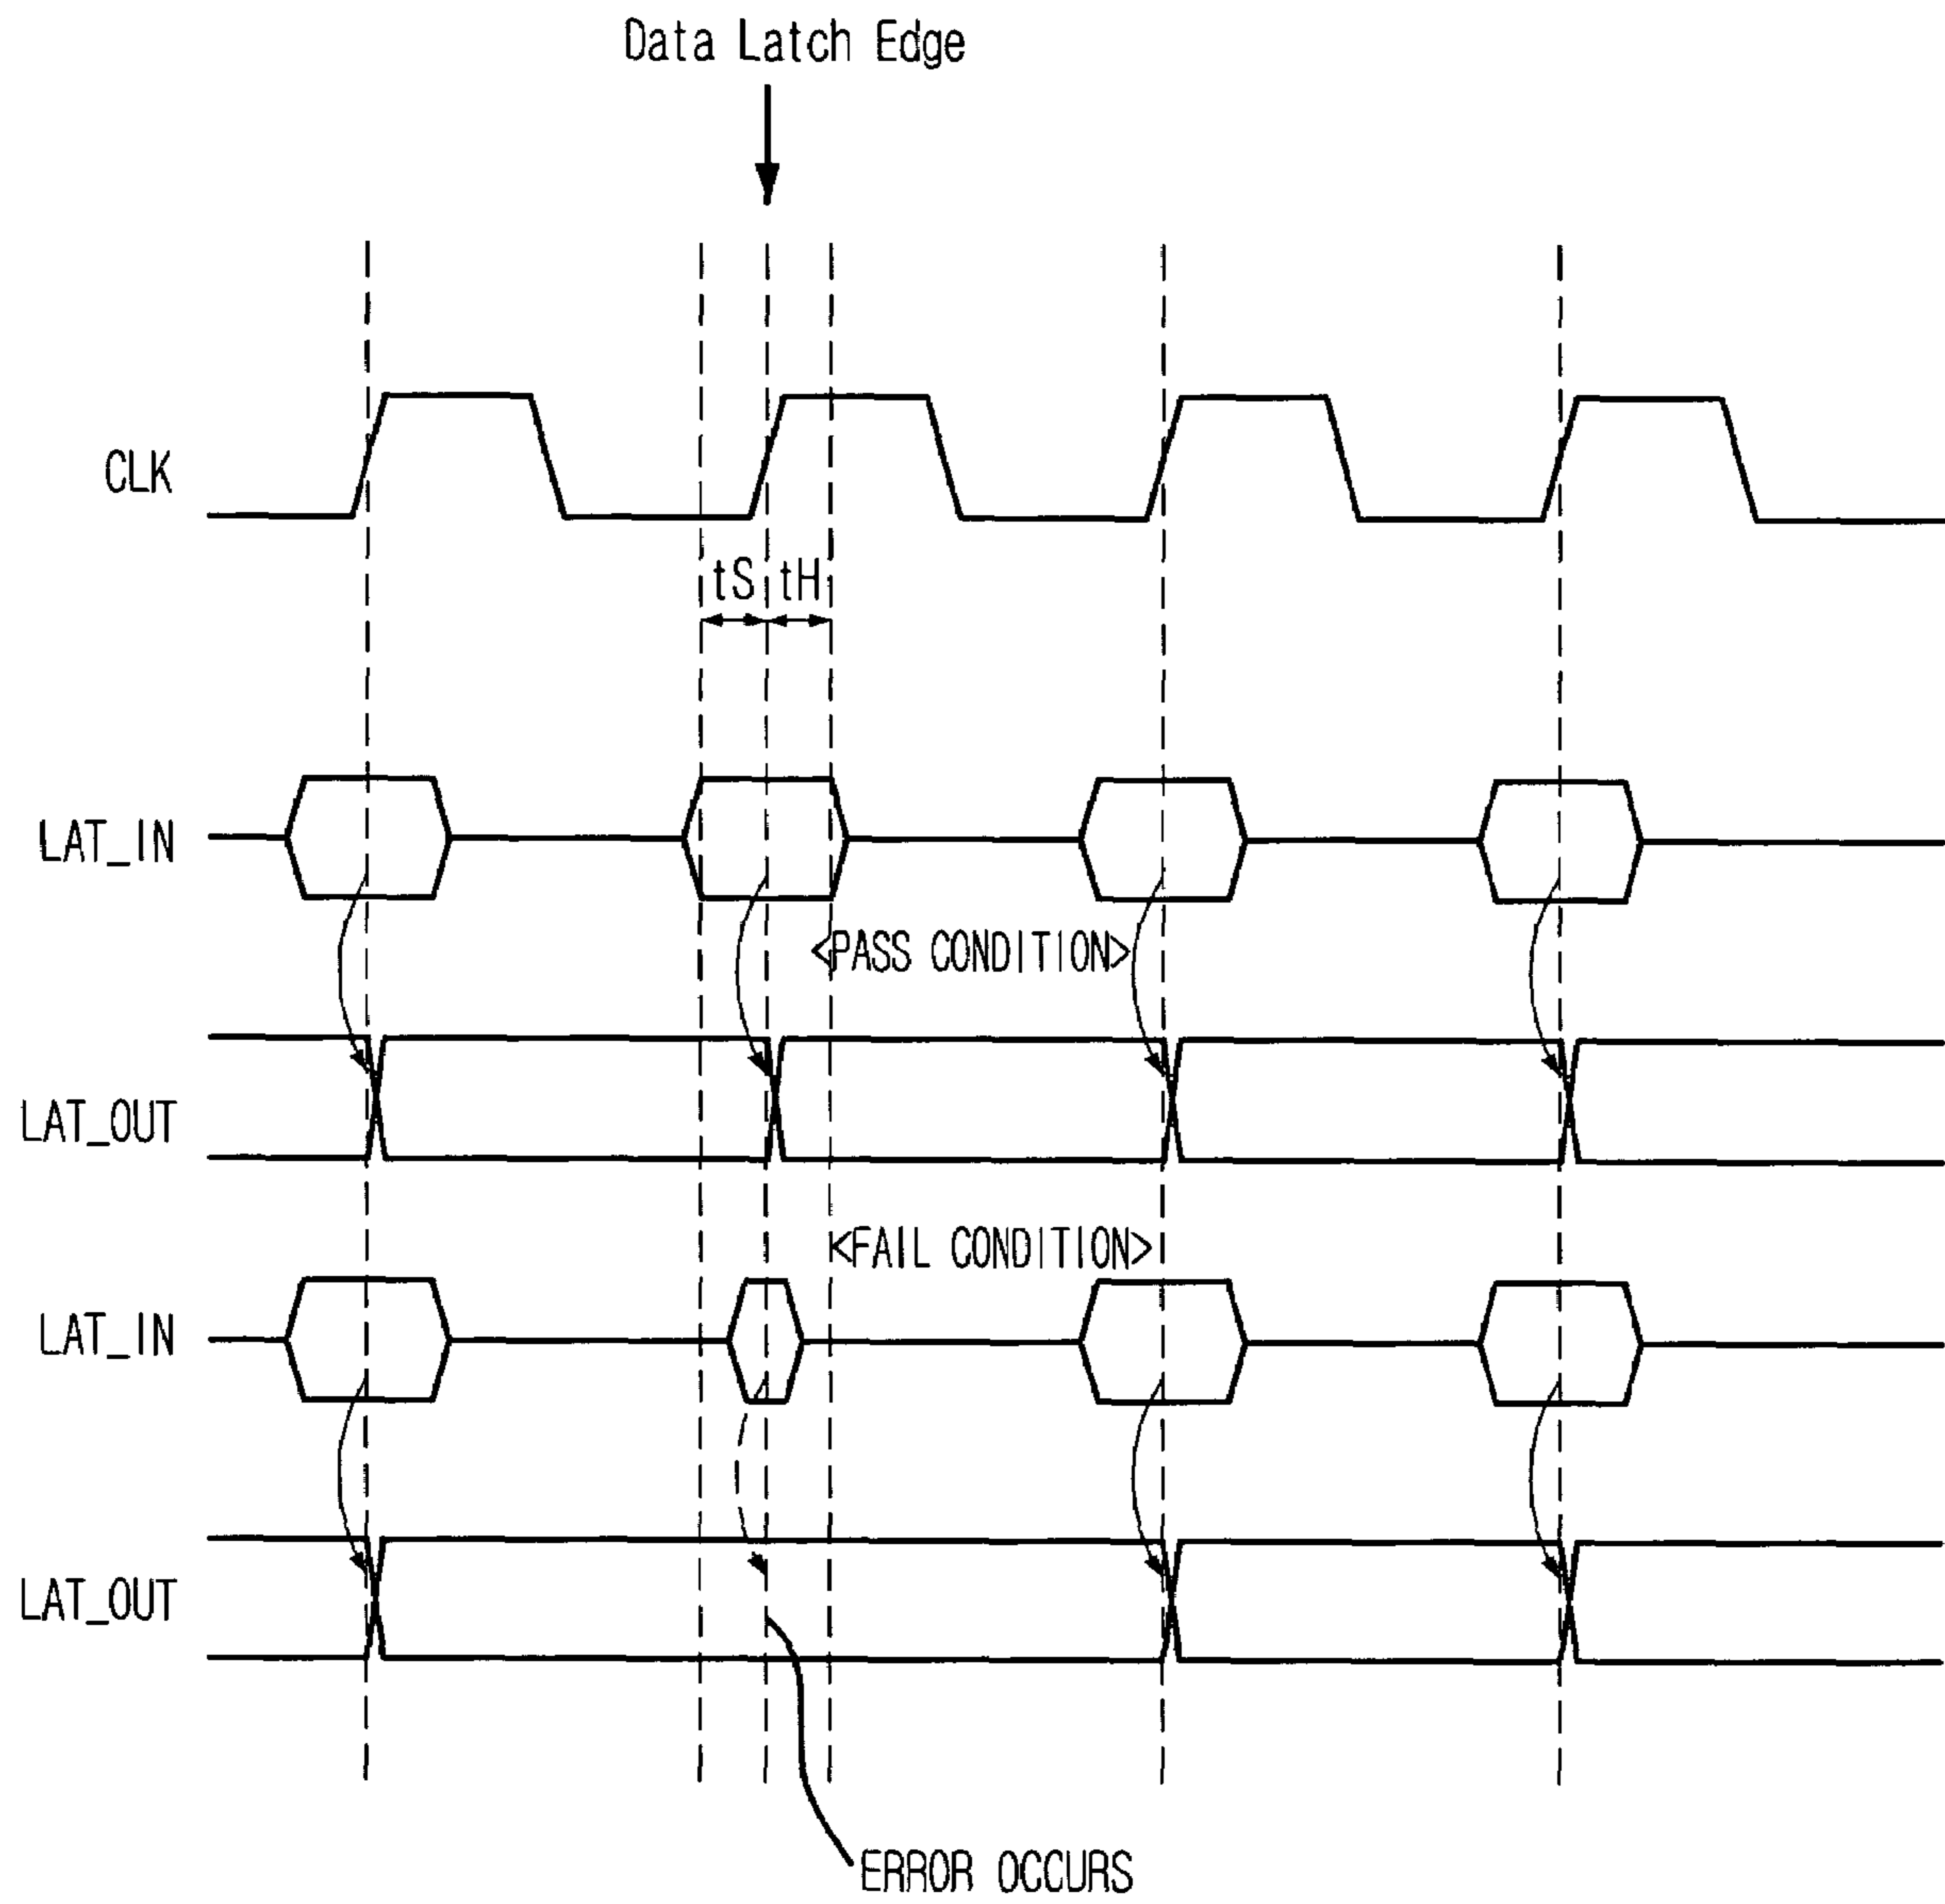 Data Latch Edge
CLK
tS tH
LAT_IN
<PASS CONDITION>
LAT_OUT
<FAIL CONDITION>
LAT_IN
LAT_OUT
ERROR OCCURS